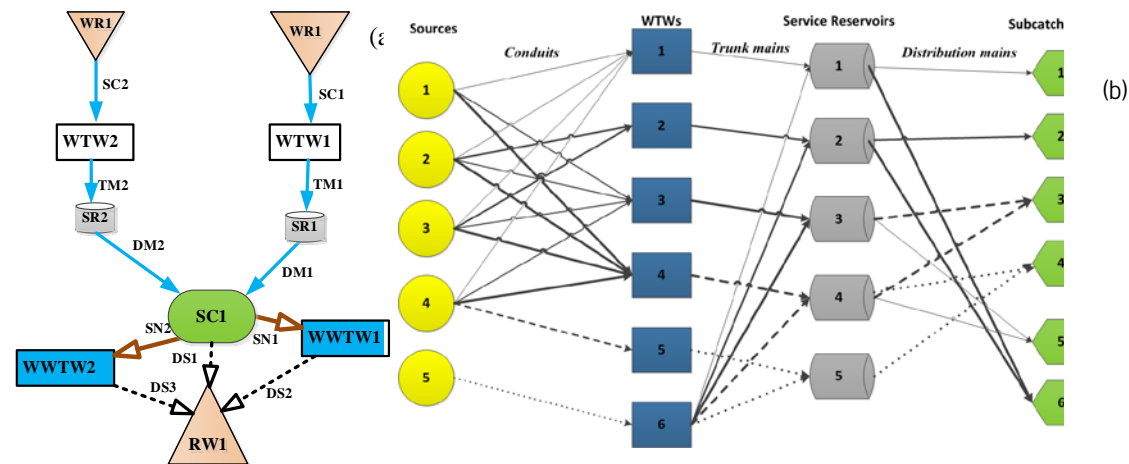 WR1
WR1
SC2
SC1
WTW2
WTW1
TM2
TM1
SR2
SR1
DM2
DM1
SC1
SN2
SN1
WWTW2
WWTW1
DS1
DS3
DS2
RW1
(a
Sources
Conduits
WTWs
Trunk mains
Service Reservoirs
Distribution mains
Subcatch
1
2
3
4
5
1
2
3
4
5
6
1
2
3
4
5
1
2
3
4
5
6
(b)